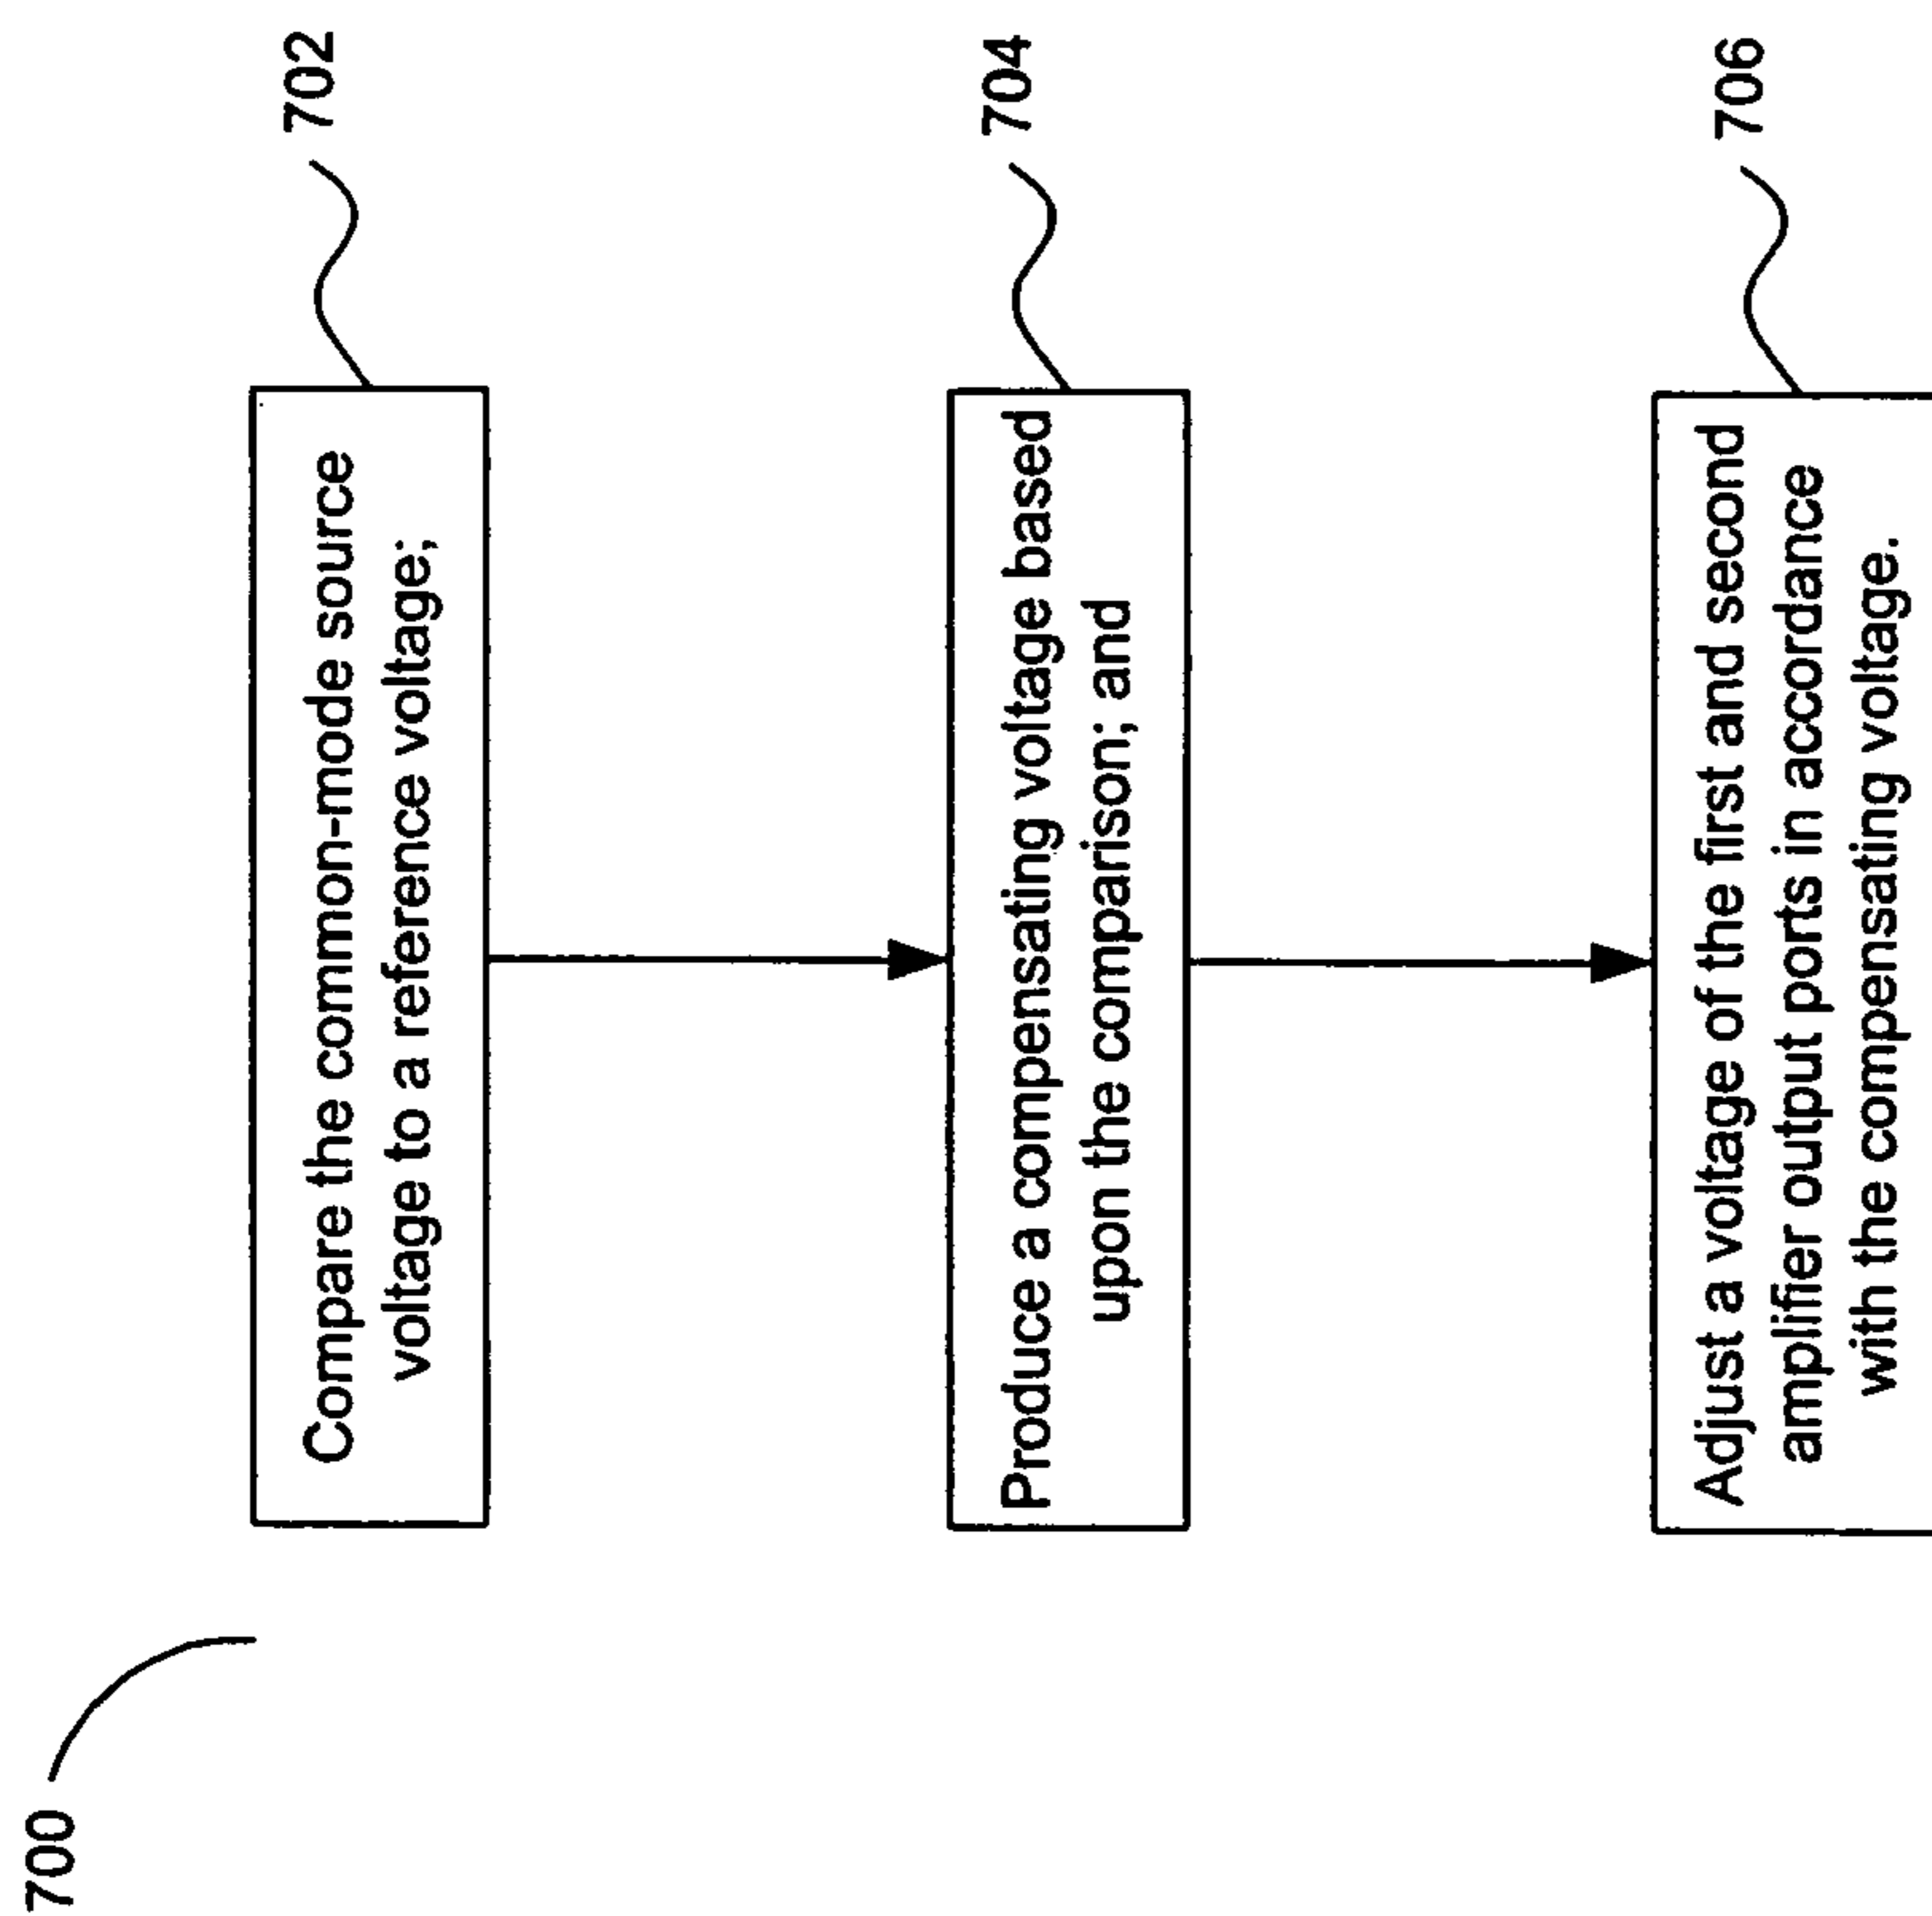 700
Compare the common-mode source
voltage to a reference voltage;
702
Produce a compensating voltage based
upon the comparison; and
704
Adjust a voltage of the first and second
amplifier output ports in accordance
with the compensating voltage.
706